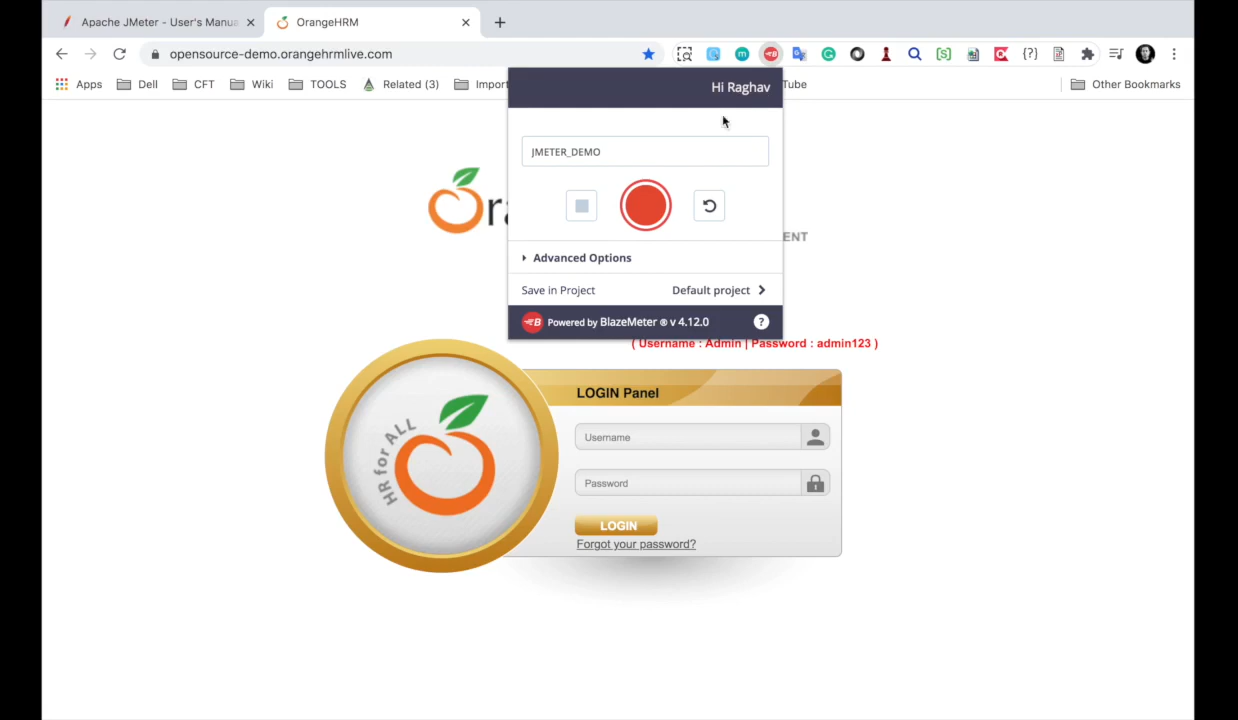 Apache JMeter - User's Manua
OrangeHRM
opensource-demo.orangehrmlive.com
Apps
Dell
CFT
Wiki
TOOLS
Related (3)
Import
Tube
Other Bookmarks
Hi Raghav
JMETER_DEMO
Advanced Options
Save in Project
Default project
Powered by BlazeMeter ® v 4.12.0
?
Or
ENT
( Username : Admin | Password : admin123 )
HR for ALL
LOGIN Panel
Username
Password
LOGIN
Forgot your password?